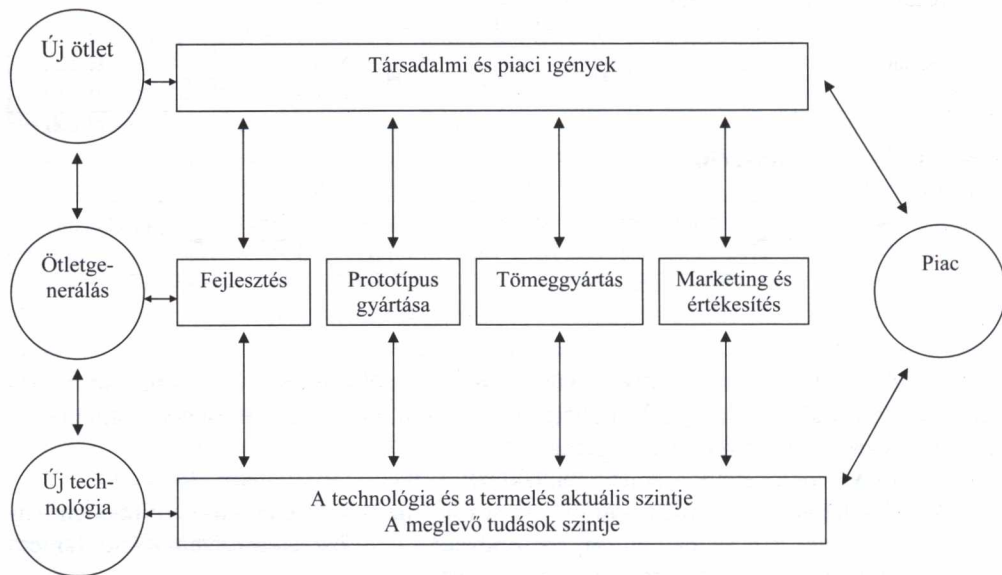 Új ötlet
Társadalmi és piaci igények
Ötletge-
nerálás
Fejlesztés
Prototípus
gyártása
Tömeggyártás
Marketing és
értékesítés
Piac
Új tech-
nológia
A technológia és a termelés aktuális szintje
A meglevő tudások szintje